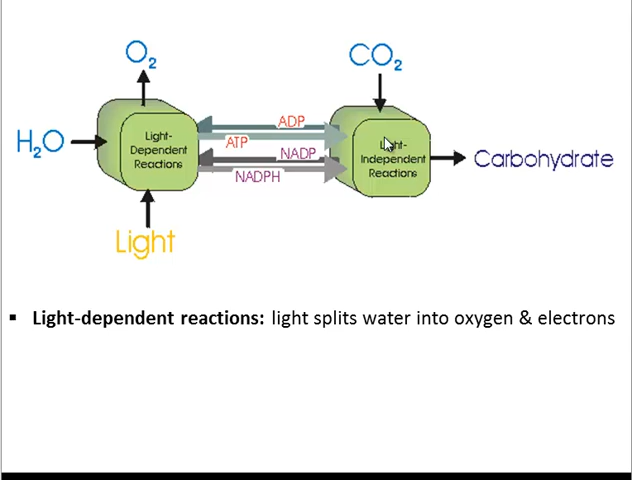 O2
CO2
H2O
Light-
Dependent
Reactions
ADP
ATP
NADP
NADPH
Light-
Independent
Reactions
Carbohydrate
Light
▪ Light-dependent reactions: light splits water into oxygen & electrons